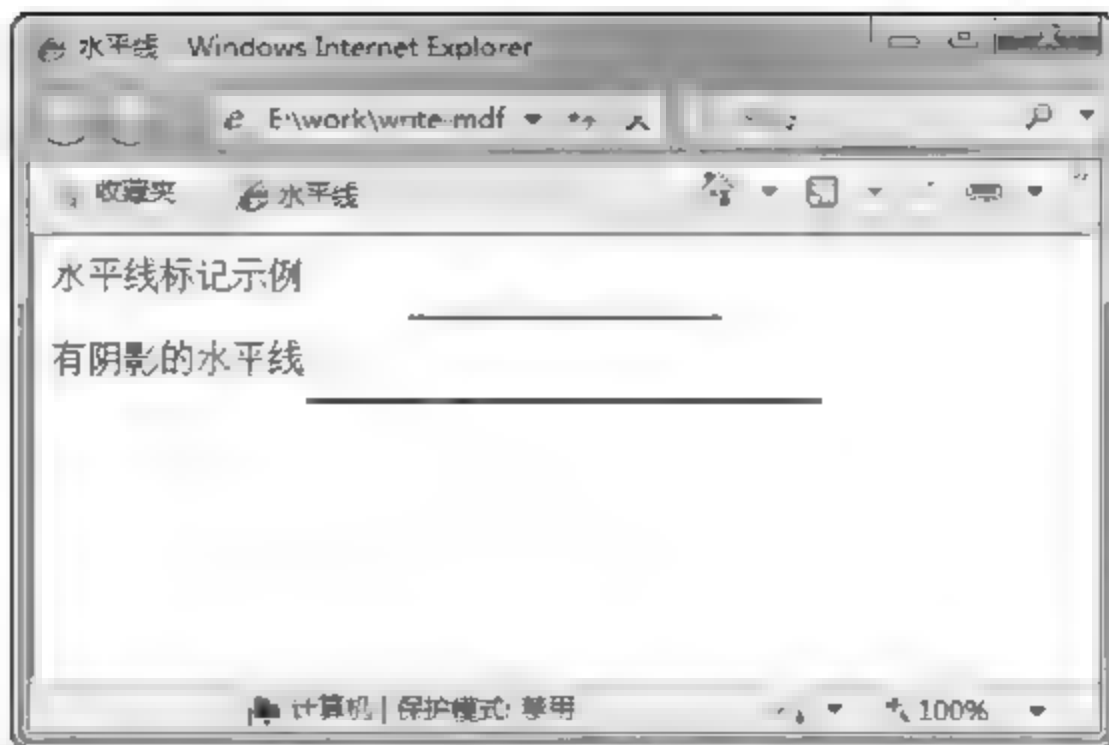 水平线 Windows Internet Explorer
E:\work\write-mdf
收藏夹 水平线
水平线标记示例
有阴影的水平线
计算机 | 保护模式: 禁用 100%